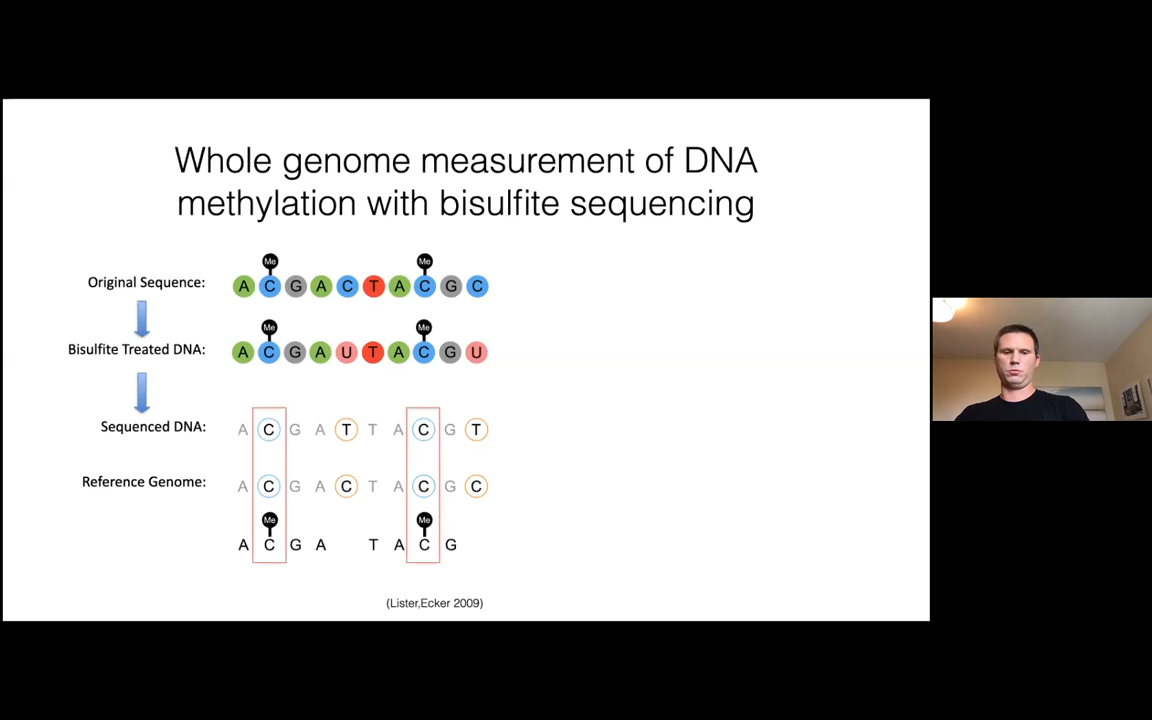 Whole genome measurement of DNA
methylation with bisulfite sequencing
Me Me
Original Sequence: A C G A C T A C G C
Me Me
Bisulfite Treated DNA: A C G A U T A C G U
Sequenced DNA: A C G A T T A C G T
Reference Genome: A C G A C T A C G C
Me Me
A C G A T A C G
(Lister,Ecker 2009)